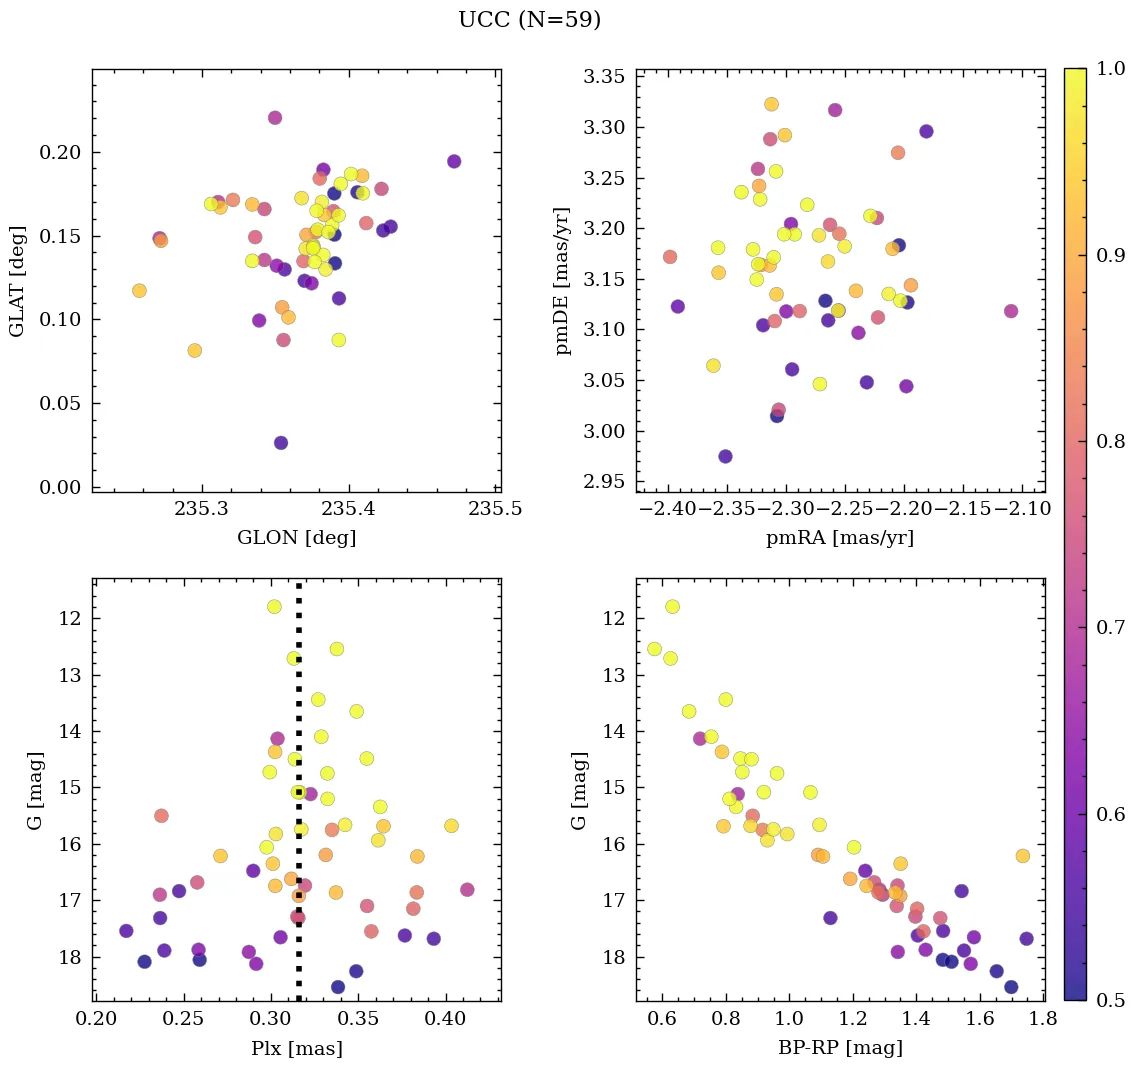 UCC (N=59)
0.20
0.15
0.10
0.05
0.00
GLAT [deg]
235.3 235.4 235.5
GLON [deg]
3.35
3.30
3.25
3.20
3.15
3.10
3.05
3.00
2.95
pmDE [mas/yr]
−2.40 −2.35 −2.30 −2.25 −2.20 −2.15 −2.10
pmRA [mas/yr]
12
13
14
15
16
17
18
G [mag]
0.20 0.25 0.30 0.35 0.40
Plx [mas]
12
13
14
15
16
17
18
G [mag]
0.6 0.8 1.0 1.2 1.4 1.6 1.8
BP-RP [mag]
1.0
0.9
0.8
0.7
0.6
0.5